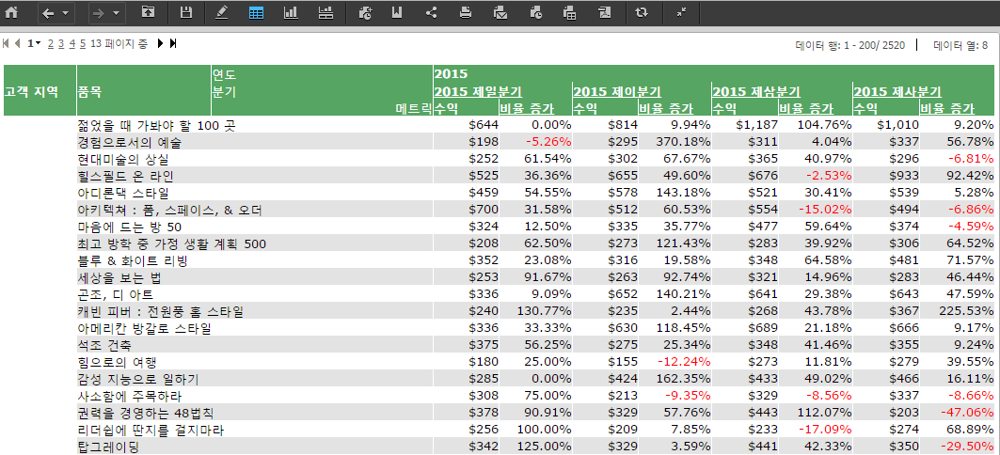 1 2 3 4 5 13 페이지 중 데이터 행: 1 - 200/ 2520 데이터 열: 8
연도 2015
고객 지역 품목 분기 2015 제일분기 2015 제이분기 2015 제삼분기 2015 제사분기
메트릭 수익 비율 증가 수익 비율 증가 수익 비율 증가 수익 비율 증가
젊었을 때 가봐야 할 100 곳 $644 0.00% $814 9.94% $1,187 104.76% $1,010 9.20%
경험으로서의 예술 $198 -5.26% $295 370.18% $311 4.04% $337 56.78%
현대미술의 상실 $252 61.54% $302 67.67% $365 40.97% $296 -6.81%
힐스필드 온 라인 $525 36.36% $655 49.60% $676 -2.53% $933 92.42%
아디론댁 스타일 $459 54.55% $578 143.18% $521 30.41% $539 5.28%
아키텍쳐 : 폼, 스페이스, & 오더 $700 31.58% $512 60.53% $554 -15.02% $494 -6.86%
마음에 드는 방 50 $324 12.50% $335 35.77% $477 59.64% $374 -4.59%
최고 방학 중 가정 생활 계획 500 $208 62.50% $273 121.43% $283 39.92% $306 64.52%
블루 & 화이트 리빙 $352 23.08% $316 19.58% $348 64.58% $481 71.57%
세상을 보는 법 $253 91.67% $263 92.74% $321 14.96% $283 46.44%
곤조, 디 아트 $336 9.09% $652 140.21% $641 29.38% $643 47.59%
캐빈 피버 : 전원풍 홈 스타일 $240 130.77% $235 2.44% $268 43.78% $367 225.53%
아메리칸 방갈로 스타일 $336 33.33% $630 118.45% $689 21.18% $666 9.17%
석조 건축 $375 56.25% $275 25.34% $348 41.46% $355 9.24%
힘으로의 여행 $180 25.00% $155 -12.24% $273 11.81% $279 39.55%
감성 지능으로 일하기 $285 0.00% $424 162.35% $433 49.02% $466 16.11%
사소함에 주목하라 $308 75.00% $213 -9.35% $329 -8.56% $337 -8.66%
권력을 경영하는 48법칙 $378 90.91% $329 57.76% $443 112.07% $203 -47.06%
리더쉽에 딴지를 걸지마라 $256 100.00% $209 7.85% $233 -17.09% $274 68.89%
탑그레이딩 $342 125.00% $329 3.59% $441 42.33% $350 -29.50%